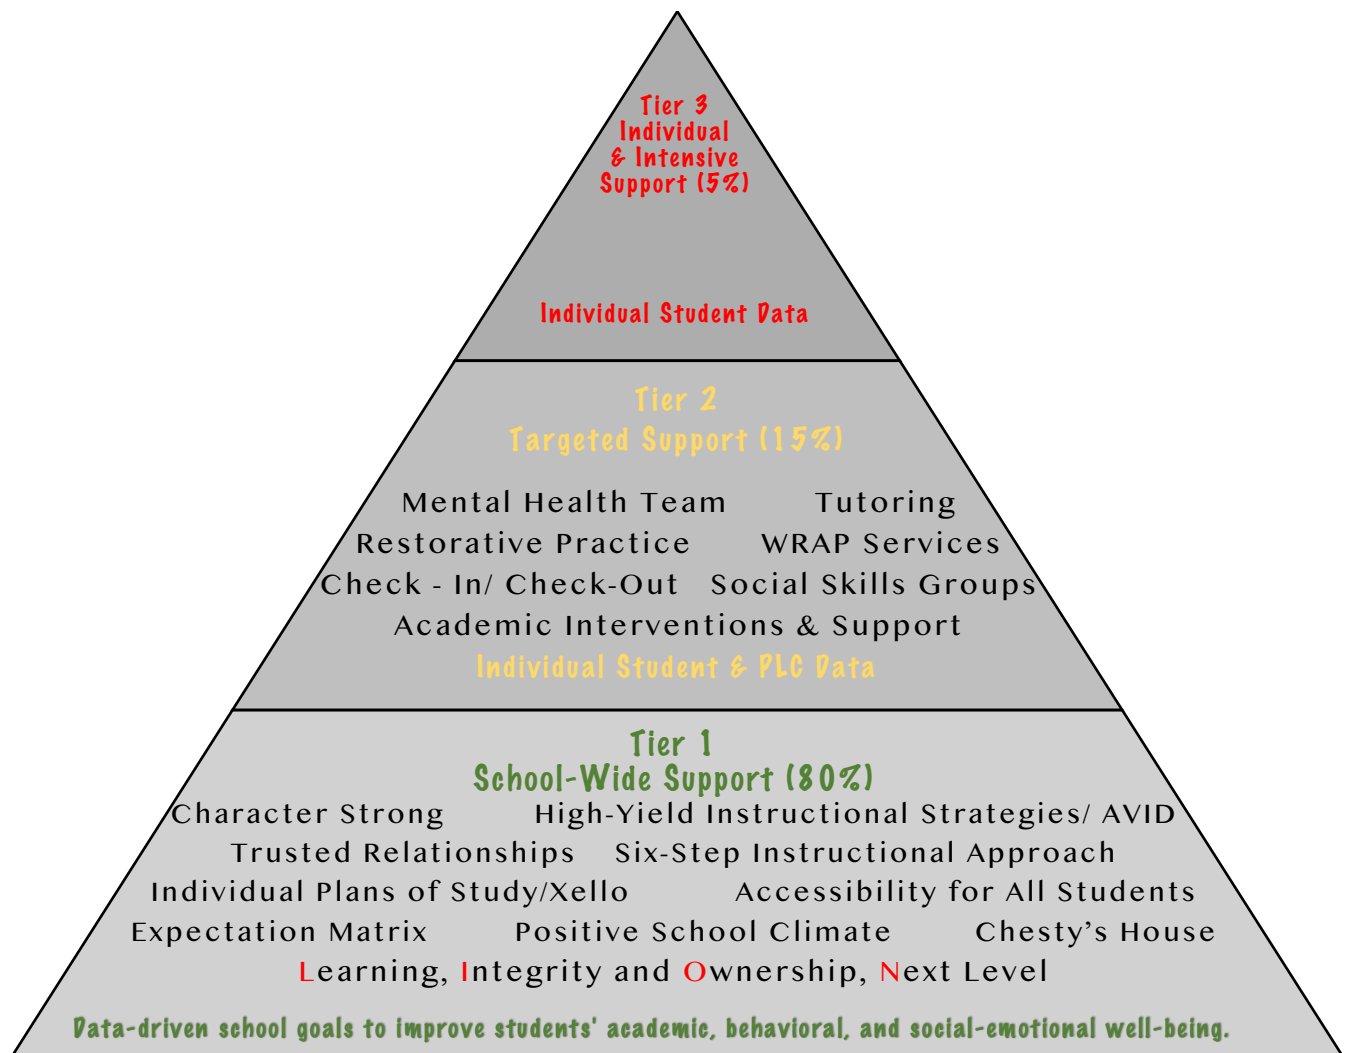 Tier 3
Individual
& Intensive
Support (5%)
Individual Student Data
Tier 2
Targeted Support (15%)
Mental Health Team Tutoring
Restorative Practice WRAP Services
Check - In/ Check-Out Social Skills Groups
Academic Interventions & Support
Individual Student & PLC Data
Tier 1
School-Wide Support (80%)
Character Strong High-Yield Instructional Strategies/ AVID
Trusted Relationships Six-Step Instructional Approach
Individual Plans of Study/Xello Accessibility for All Students
Expectation Matrix Positive School Climate Chesty's House
Learning, Integrity and Ownership, Next Level
Data-driven school goals to improve students' academic, behavioral, and social-emotional well-being.